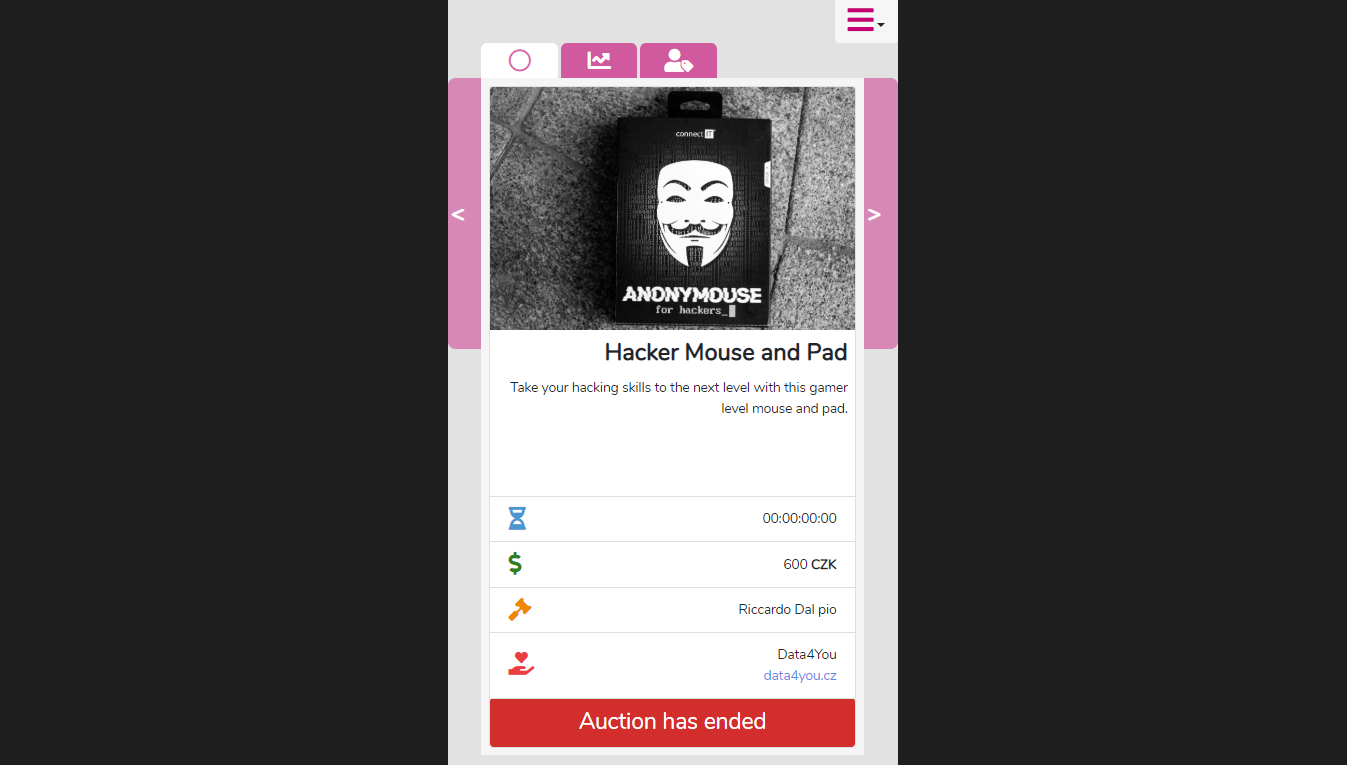 <
>
connect IT
ANONYMOUSE
for hackers_
Hacker Mouse and Pad
Take your hacking skills to the next level with this gamer
level mouse and pad.
00:00:00:00
600 CZK
Riccardo Dal pio
Data4You
data4you.cz
Auction has ended